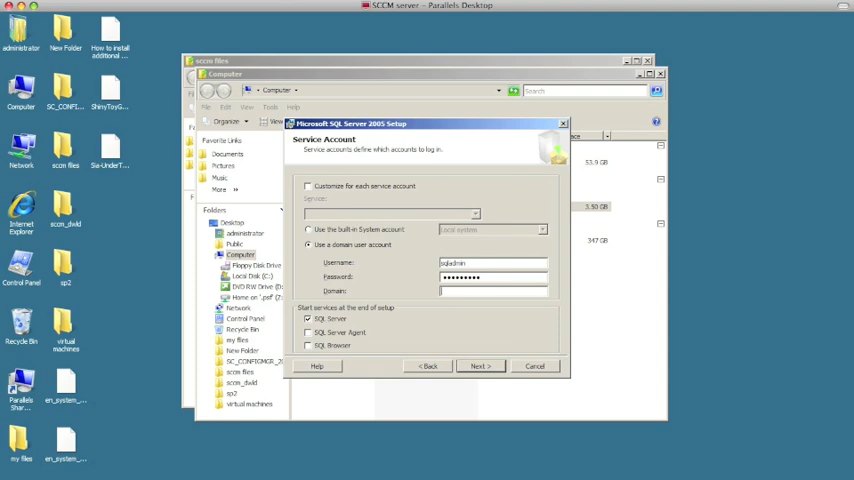 SCCM server - Parallels Desktop
administrator
New Folder
How to install
additional ...
Computer
SC_CONFI...
ShinyToyG...
Network
sccm files
Sia-UnderT...
Internet
Explorer
sccm_dwld
Control Panel
sp2
Recycle Bin
virtual
machines
Parallels
Shar...
en_system_...
my files
en_system_...
sccm files
Computer
Computer
Search
File Edit View Tools Help
Organize
Favorite Links
Documents
Pictures
Music
More »
Folders
Desktop
administrator
Public
Computer
Floppy Disk Drive
Local Disk (C:)
DVD RW Drive (
Home on '.psf' (
Network
Control Panel
Recycle Bin
my files
New Folder
SC_CONFIGMGR_2
sccm files
sccm_dwld
sp2
virtual machines
53.9 GB
3.50 GB
347 GB
Microsoft SQL Server 2005 Setup
Service Account
Service accounts define which accounts to log in.
Customize for each service account
Service:
Use the built-in System account
Local system
Use a domain user account
Username:
sqladmin
Password:
Domain:
Start services at the end of setup
SQL Server
SQL Server Agent
SQL Browser
Help
< Back
Next >
Cancel